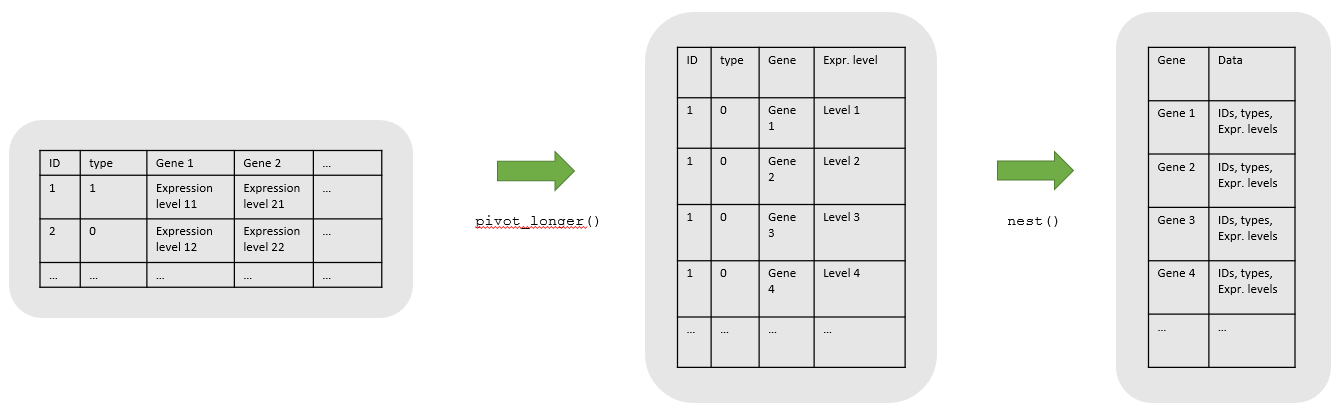 ID type Gene 1 Gene 2 ...
1 1 Expression Expression ...
level 11 level 21
2 0 Expression Expression ...
level 12 level 22
... ... ... ... ...
pivot_longer()
ID type Gene Expr. level
1 0 Gene Level 1
1
1 0 Gene Level 2
2
1 0 Gene Level 3
3
1 0 Gene Level 4
4
... ... ... ...
nest()
Gene Data
Gene 1 IDs, types,
Expr. levels
Gene 2 IDs, types,
Expr. levels
Gene 3 IDs, types,
Expr. levels
Gene 4 IDs, types,
Expr. levels
... ...